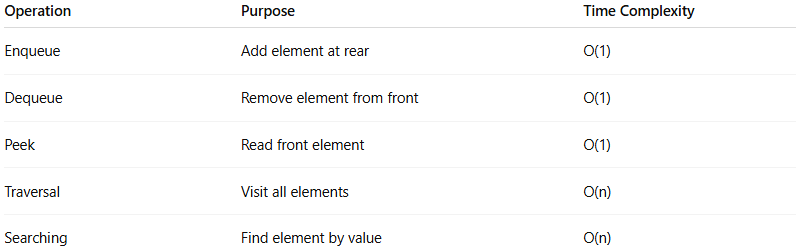 Operation Purpose Time Complexity
Enqueue Add element at rear O(1)
Dequeue Remove element from front O(1)
Peek Read front element O(1)
Traversal Visit all elements O(n)
Searching Find element by value O(n)